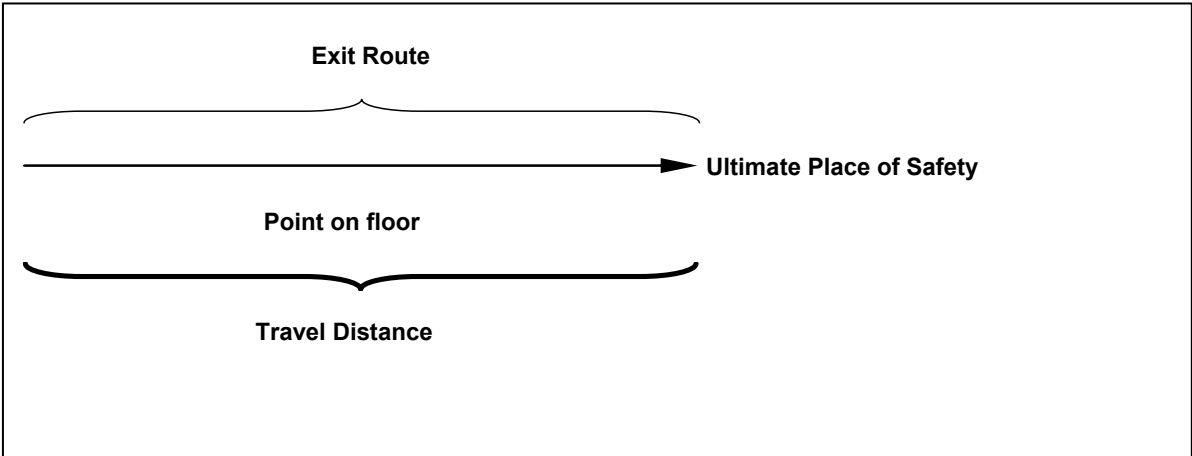 Exit Route
Ultimate Place of Safety
Point on floor
Travel Distance